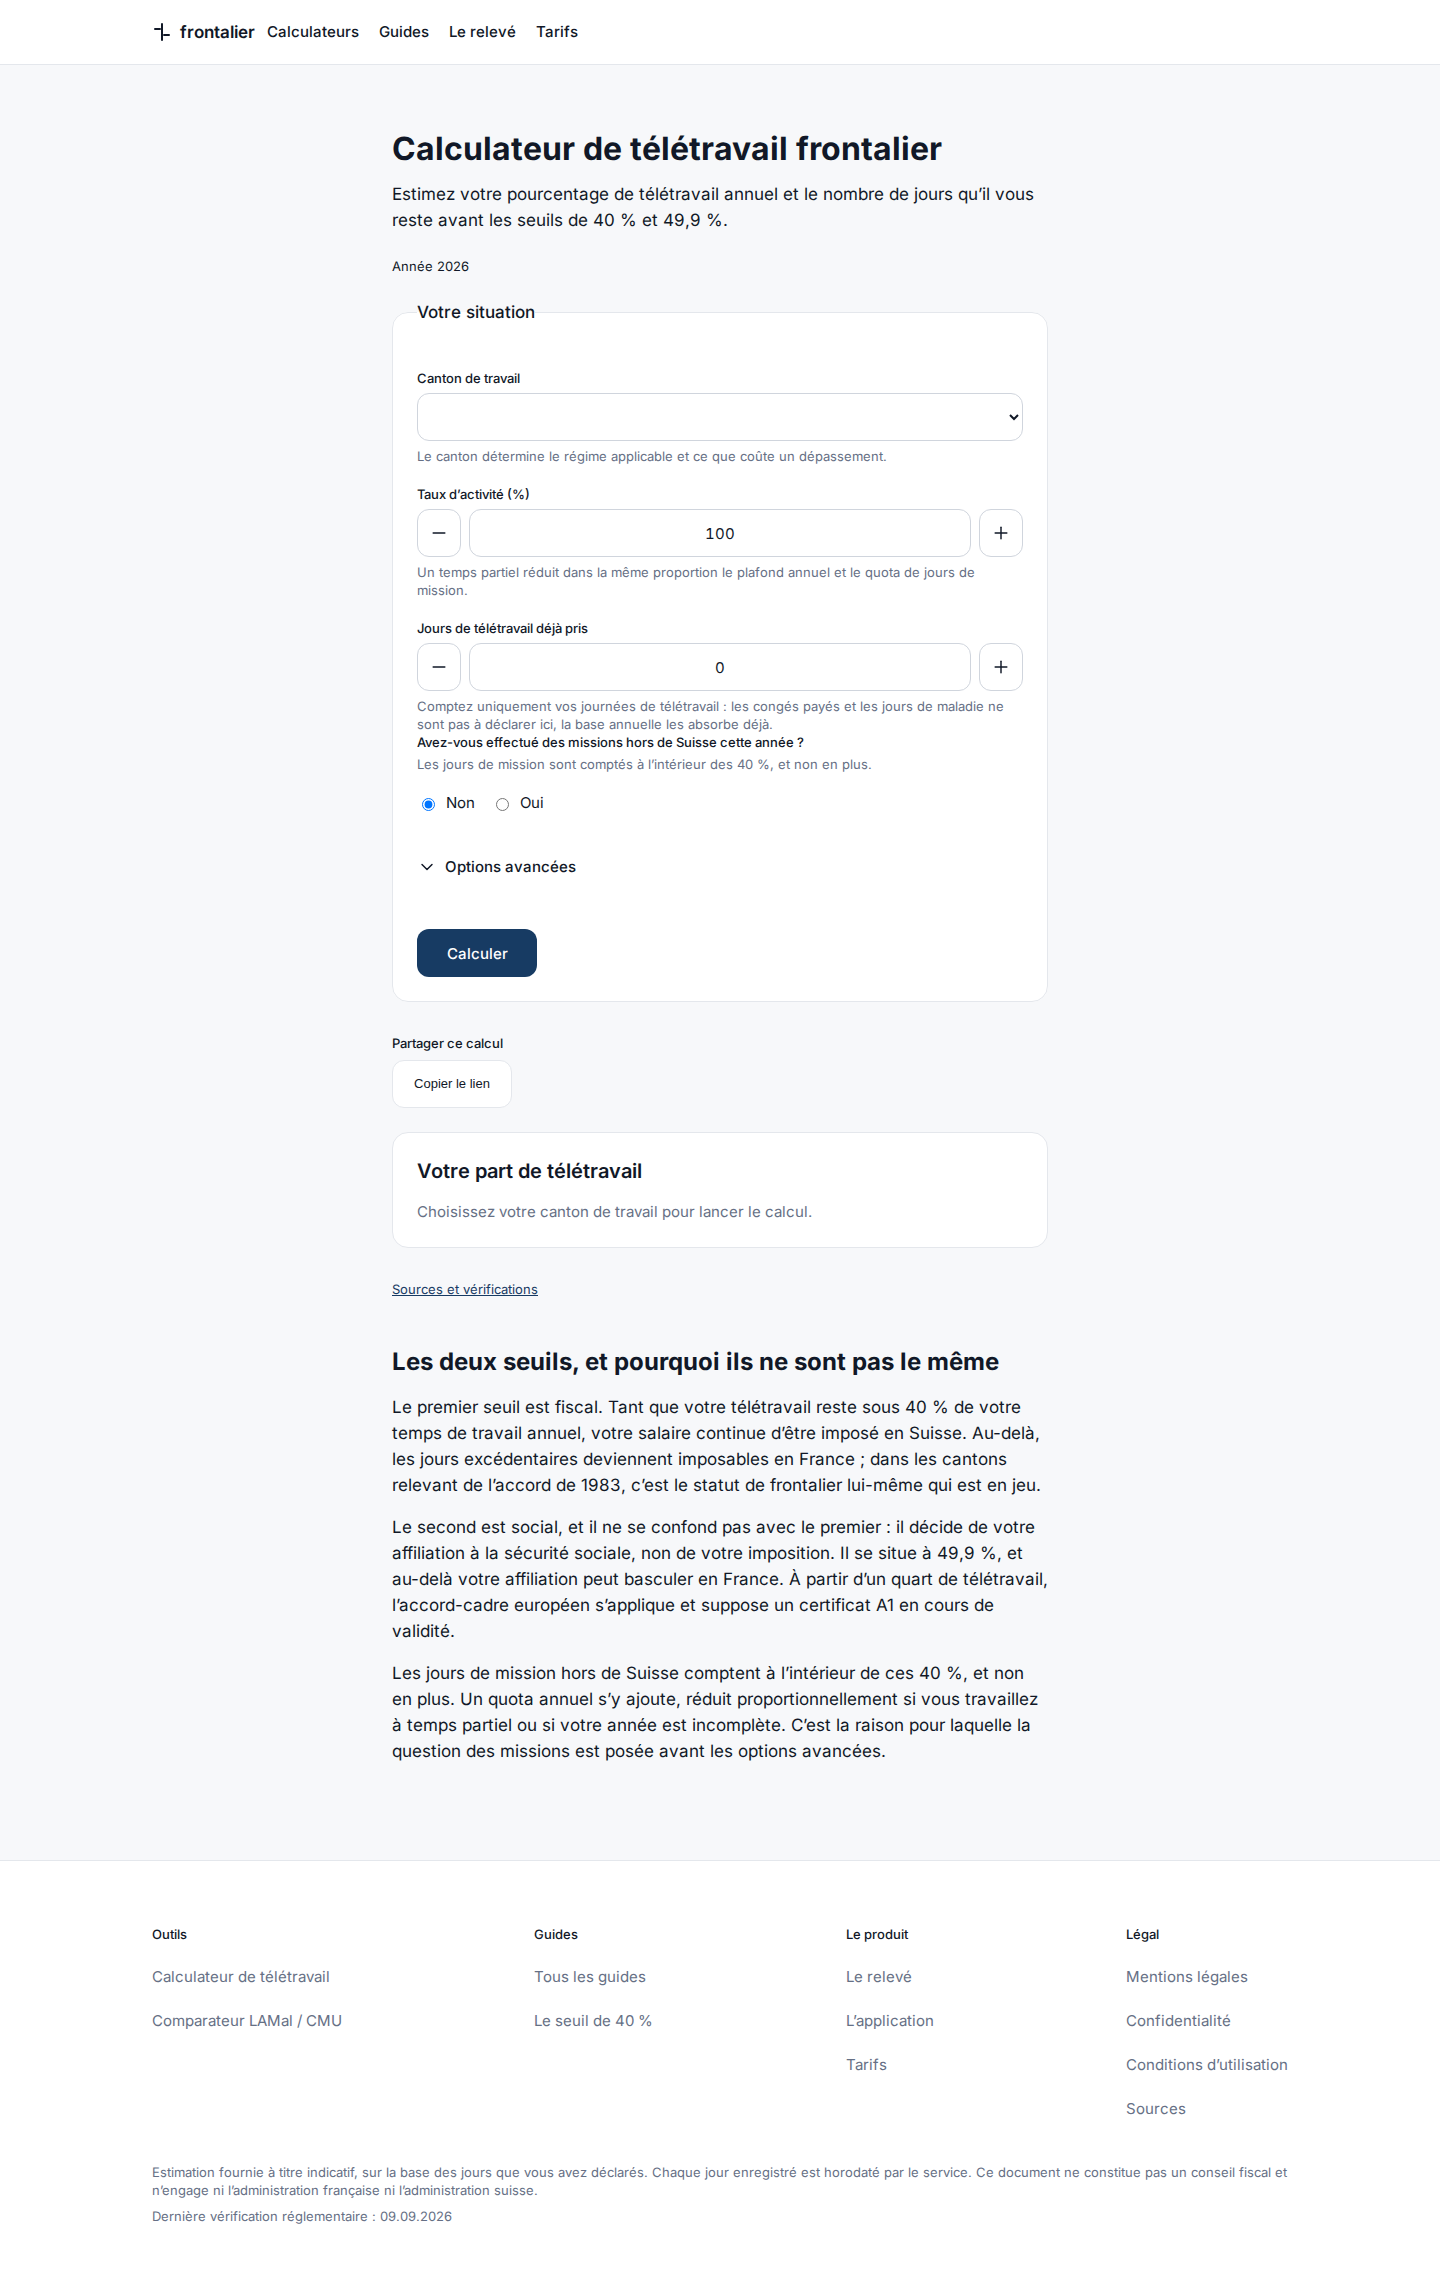 frontalier Calculateurs Guides Le relevé Tarifs
Calculateur de télétravail frontalier
Estimez votre pourcentage de télétravail annuel et le nombre de jours qu’il vous
reste avant les seuils de 40 % et 49,9 %.
Année 2026
Votre situation
Canton de travail
Le canton détermine le régime applicable et ce que coûte un dépassement.
Taux d’activité (%)
100
Un temps partiel réduit dans la même proportion le plafond annuel et le quota de jours de
mission.
Jours de télétravail déjà pris
0
Comptez uniquement vos journées de télétravail : les congés payés et les jours de maladie ne
sont pas à déclarer ici, la base annuelle les absorbe déjà.
Avez-vous effectué des missions hors de Suisse cette année ?
Les jours de mission sont comptés à l’intérieur des 40 %, et non en plus.
Non Oui
Options avancées
Calculer
Partager ce calcul
Copier le lien
Votre part de télétravail
Choisissez votre canton de travail pour lancer le calcul.
Sources et vérifications
Les deux seuils, et pourquoi ils ne sont pas le même
Le premier seuil est fiscal. Tant que votre télétravail reste sous 40 % de votre
temps de travail annuel, votre salaire continue d’être imposé en Suisse. Au-delà,
les jours excédentaires deviennent imposables en France ; dans les cantons
relevant de l’accord de 1983, c’est le statut de frontalier lui-même qui est en jeu.
Le second est social, et il ne se confond pas avec le premier : il décide de votre
affiliation à la sécurité sociale, non de votre imposition. Il se situe à 49,9 %, et
au-delà votre affiliation peut basculer en France. À partir d’un quart de télétravail,
l’accord-cadre européen s’applique et suppose un certificat A1 en cours de
validité.
Les jours de mission hors de Suisse comptent à l’intérieur de ces 40 %, et non
en plus. Un quota annuel s’y ajoute, réduit proportionnellement si vous travaillez
à temps partiel ou si votre année est incomplète. C’est la raison pour laquelle la
question des missions est posée avant les options avancées.
Outils
Calculateur de télétravail
Comparateur LAMal / CMU
Guides
Tous les guides
Le seuil de 40 %
Le produit
Le relevé
L’application
Tarifs
Légal
Mentions légales
Confidentialité
Conditions d’utilisation
Sources
Estimation fournie à titre indicatif, sur la base des jours que vous avez déclarés. Chaque jour enregistré est horodaté par le service. Ce document ne constitue pas un conseil fiscal et
n’engage ni l’administration française ni l’administration suisse.
Dernière vérification réglementaire : 09.09.2026